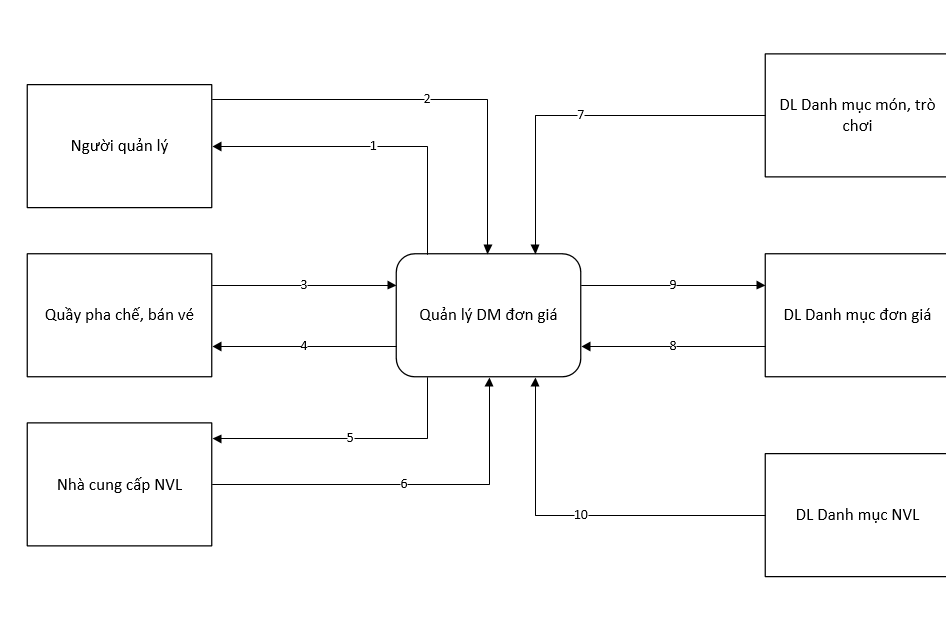 DL Danh mục món, trò
chơi
2
7
Người quản lý
1
3
9
Quầy pha chế, bán vé
Quản lý DM đơn giá
DL Danh mục đơn giá
4
8
5
Nhà cung cấp NVL
6
10
DL Danh mục NVL